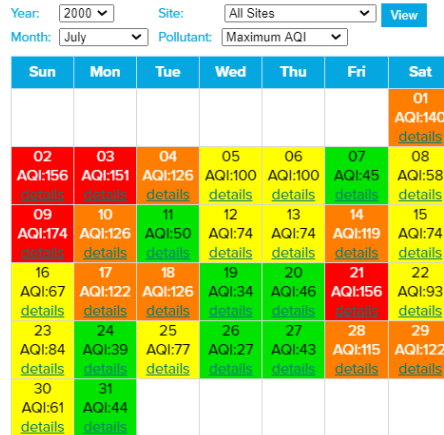 Year: 2000 Site: All Sites View
Month: July Pollutant: Maximum AQI
Sun Mon Tue Wed Thu Fri Sat
01
AQI:140
details
02 03 04 05 06 07 08
AQI:156 AQI:151 AQI:126 AQI:100 AQI:100 AQI:45 AQI:58
details details details details details details details
09 10 11 12 13 14 15
AQI:174 AQI:126 AQI:50 AQI:74 AQI:74 AQI:119 AQI:74
details details details details details details details
16 17 18 19 20 21 22
AQI:67 AQI:122 AQI:126 AQI:34 AQI:46 AQI:156 AQI:93
details details details details details details details
23 24 25 26 27 28 29
AQI:84 AQI:39 AQI:77 AQI:27 AQI:43 AQI:115 AQI:122
details details details details details details details
30 31
AQI:61 AQI:44
details details